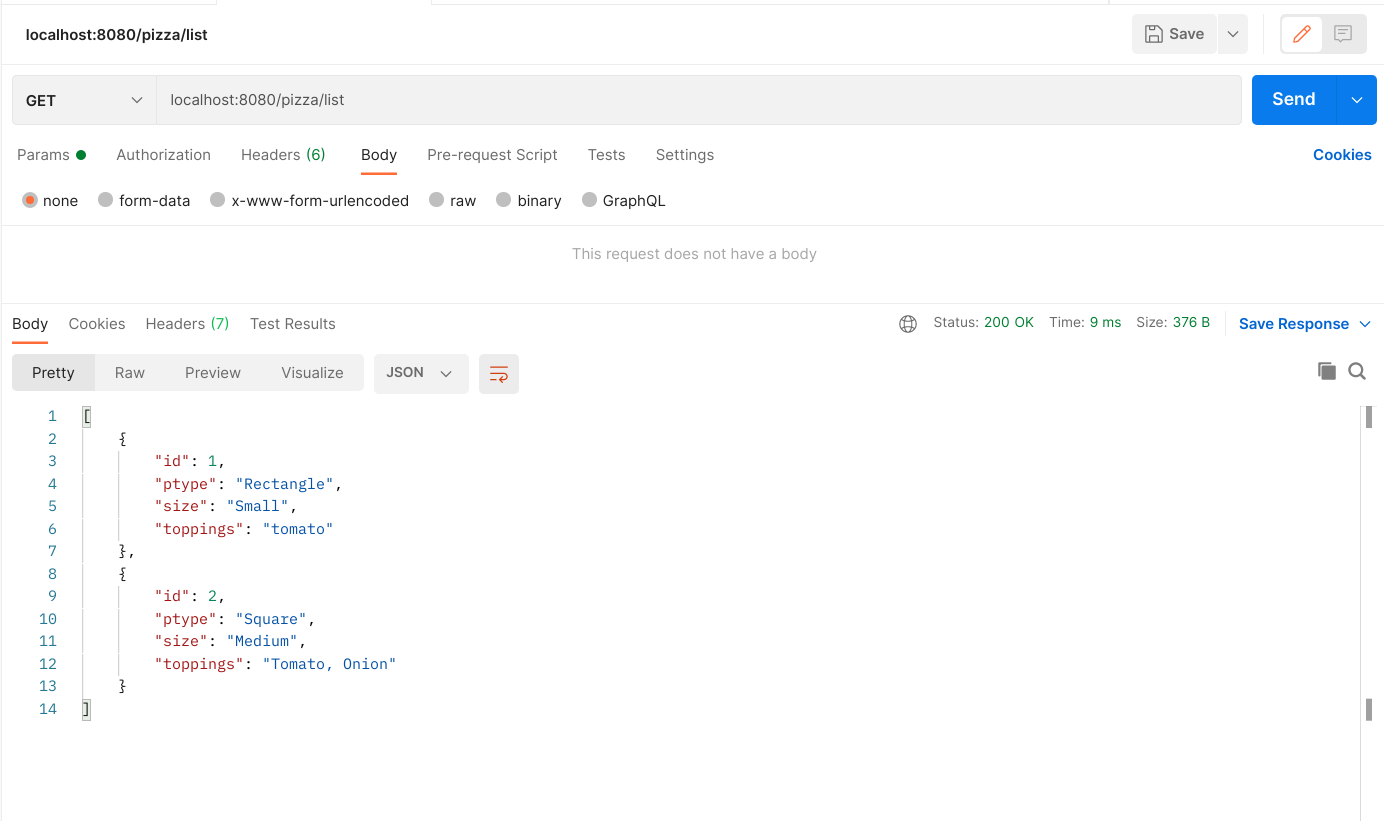 localhost:8080/pizza/list
Save
GET
localhost:8080/pizza/list
Send
Params
Authorization
Headers (6)
Body
Pre-request Script
Tests
Settings
Cookies
none
form-data
x-www-form-urlencoded
raw
binary
GraphQL
This request does not have a body
Body
Cookies
Headers (7)
Test Results
Status: 200 OK
Time: 9 ms
Size: 376 B
Save Response
Pretty
Raw
Preview
Visualize
JSON
1 [
2 {
3 "id": 1,
4 "ptype": "Rectangle",
5 "size": "Small",
6 "toppings": "tomato"
7 },
8 {
9 "id": 2,
10 "ptype": "Square",
11 "size": "Medium",
12 "toppings": "Tomato, Onion"
13 }
14 ]